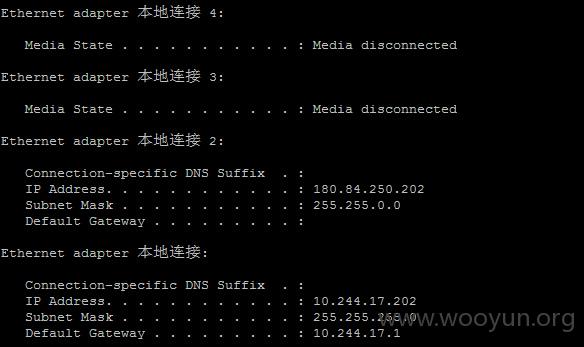 Ethernet adapter 本地连接 4:
Media State . . . . . . . . . . . : Media disconnected
Ethernet adapter 本地连接 3:
Media State . . . . . . . . . . . : Media disconnected
Ethernet adapter 本地连接 2:
Connection-specific DNS Suffix  . :
IP Address. . . . . . . . . . . . : 180.84.250.202
Subnet Mask . . . . . . . . . . . : 255.255.0.0
Default Gateway . . . . . . . . . :
Ethernet adapter 本地连接:
Connection-specific DNS Suffix  . :
IP Address. . . . . . . . . . . . : 10.244.17.202
Subnet Mask . . . . . . . . . . . : 255.255.255.0
Default Gateway . . . . . . . . . : 10.244.17.1
www.wooyun.org